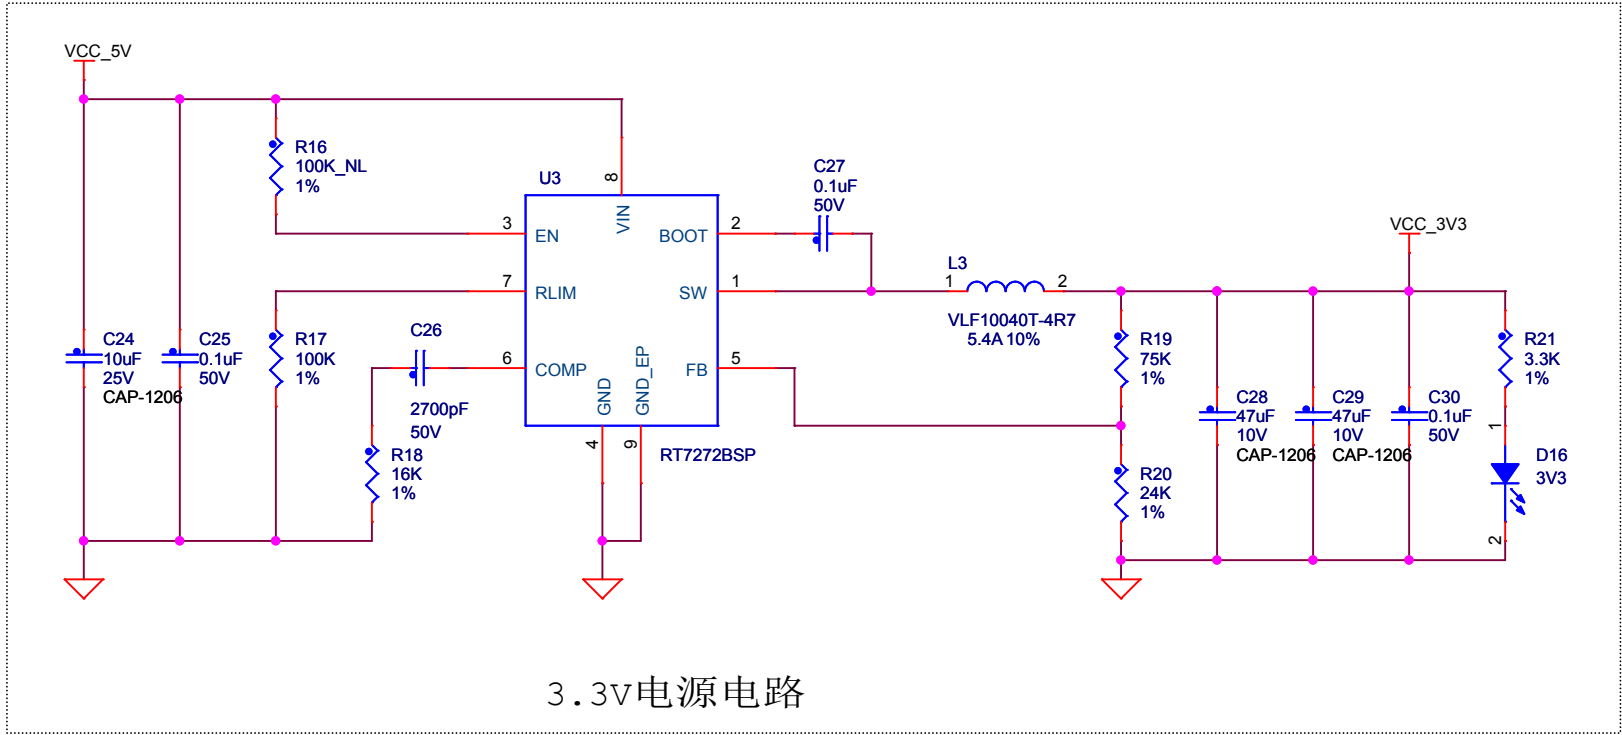 VCC_5V
R16
100K_NL
1%
U3
8
VIN
3
EN
7
RLIM
6
COMP
GND
GND_EP
4
9
RT7272BSP
BOOT
2
SW
1
FB
5
C27
0.1uF
50V
L3
1
2
VLF10040T-4R7
5.4A 10%
VCC_3V3
C24
10uF
25V
CAP-1206
C25
0.1uF
50V
R17
100K
1%
C26
2700pF
50V
R18
16K
1%
R19
75K
1%
R20
24K
1%
C28
47uF
10V
CAP-1206
C29
47uF
10V
CAP-1206
C30
0.1uF
50V
R21
3.3K
1%
1
D16
3V3
2
3.3V电源电路